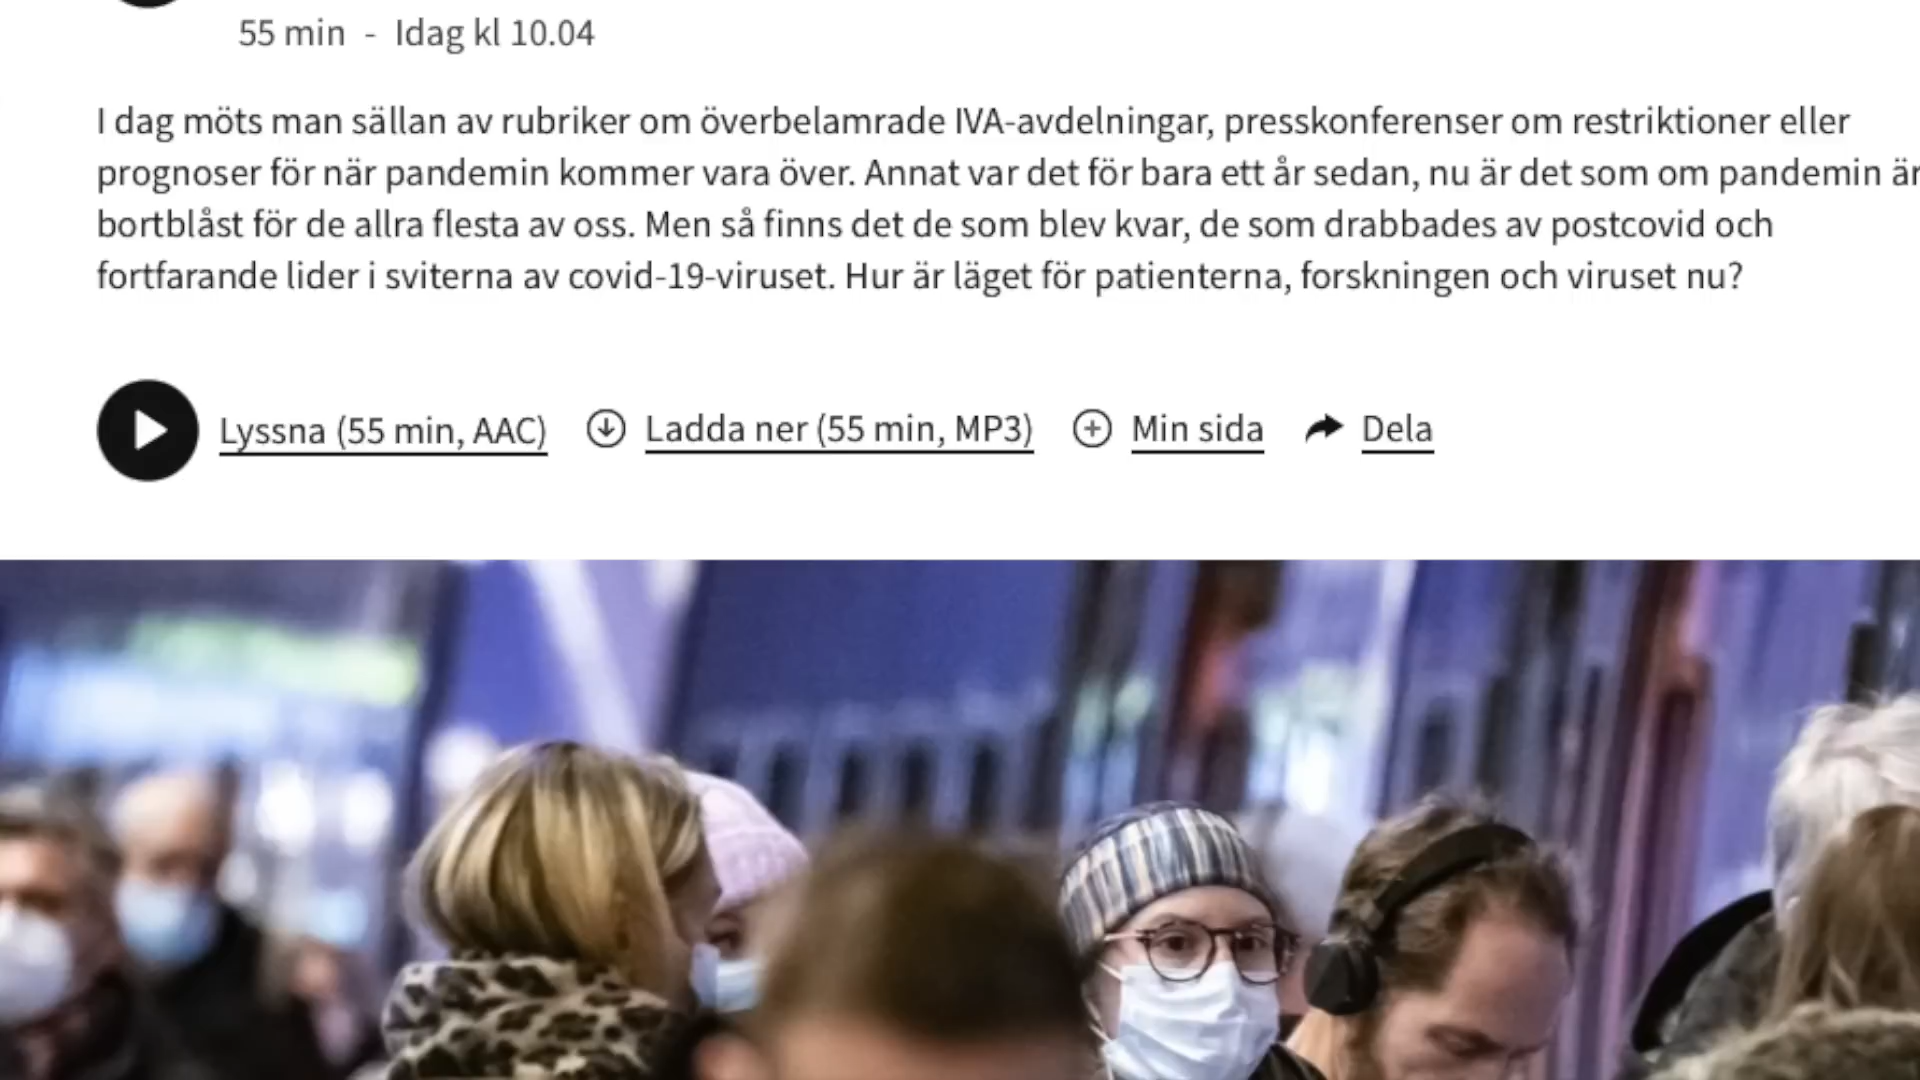 55 min - Idag kl 10.04
I dag möts man sällan av rubriker om överbelamrade IVA-avdelningar, presskonferenser om restriktioner eller
prognoser för när pandemin kommer vara över. Annat var det för bara ett år sedan, nu är det som om pandemin är
bortblåst för de allra flesta av oss. Men så finns det de som blev kvar, de som drabbades av postcovid och
fortfarande lider i sviterna av covid-19-viruset. Hur är läget för patienterna, forskningen och viruset nu?
Lyssna (55 min, AAC) Ladda ner (55 min, MP3) Min sida Dela